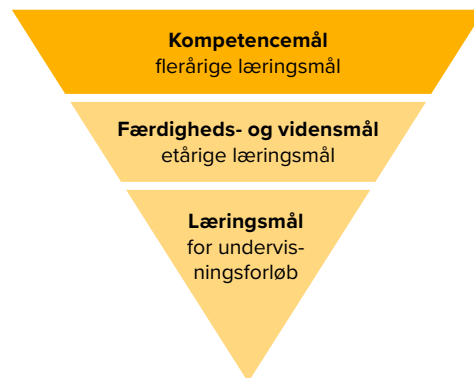 Kompetencemål
flerårige læringsmål
Færdigheds- og vidensmål
etårige læringsmål
Læringsmål
for undervis-
ningsforløb